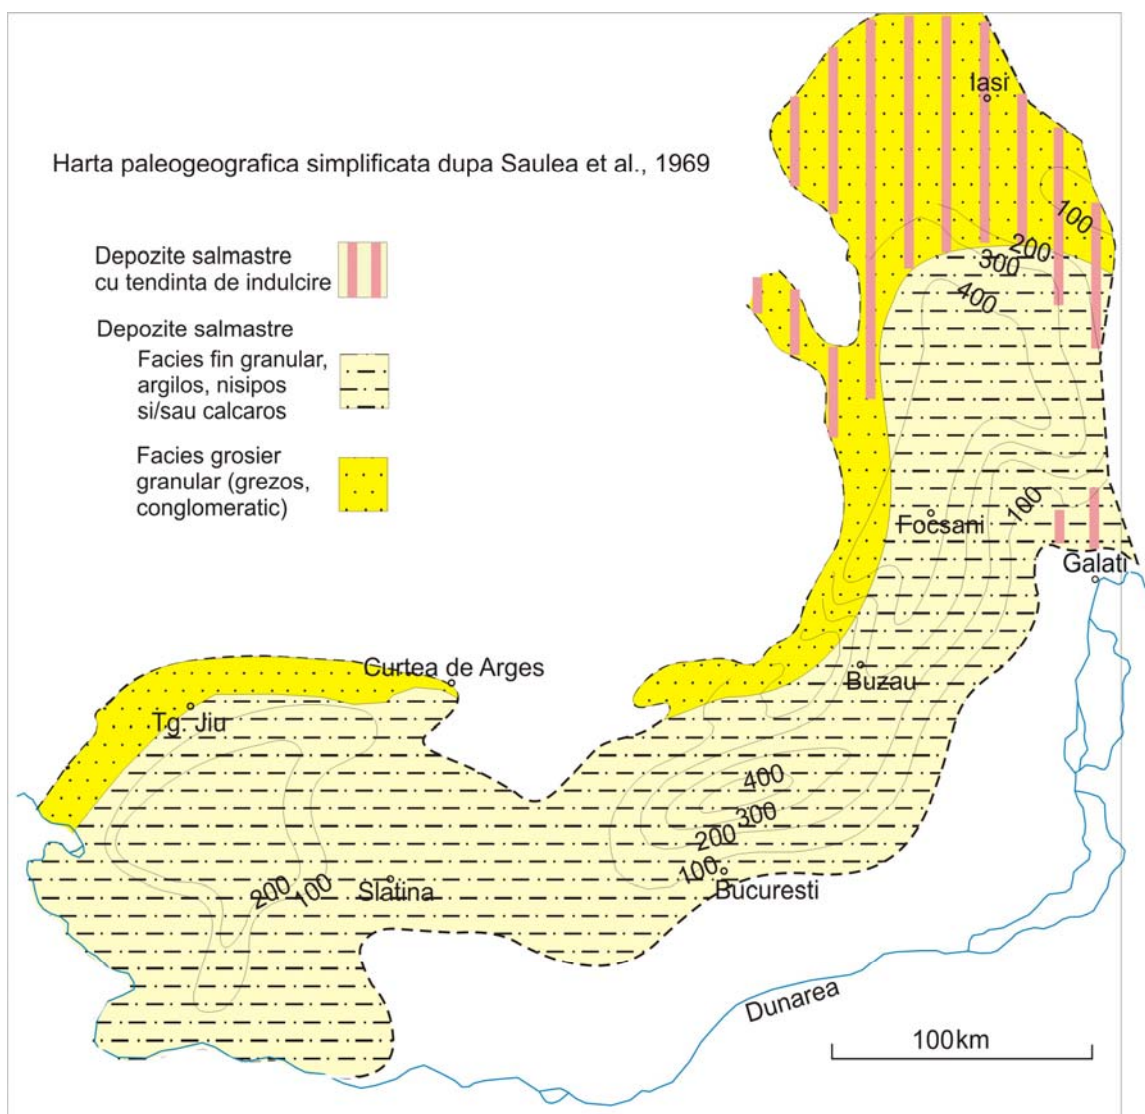 Iasi
Harta paleogeografica simplificata dupa Saulea et al., 1969
100
200
300
400
Depozite salmastre
cu tendinta de indulcire
Depozite salmastre
Facies fin granular,
argilos, nisipos
si/sau calcaros
Facies grosier
granular (grezos,
conglomeratic)
100
Focsani
Galati
Curtea de Arges
Buzau
Tg. Jiu
400
300
200
100
Bucuresti
200
100
Slatina
Dunarea
100km